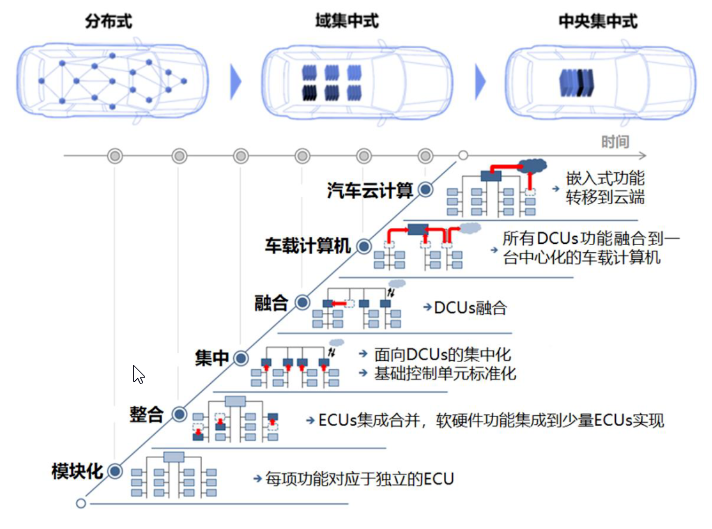 分布式
域集中式
中央集中式
时间
汽车云计算
嵌入式功能
转移到云端
车载计算机
所有DCUs功能融合到一
台中心化的车载计算机
融合
DCUs融合
集中
面向DCUs的集中化
基础控制单元标准化
整合
ECUs集成合并，软硬件功能集成到少量ECUs实现
模块化
每项功能对应于独立的ECU